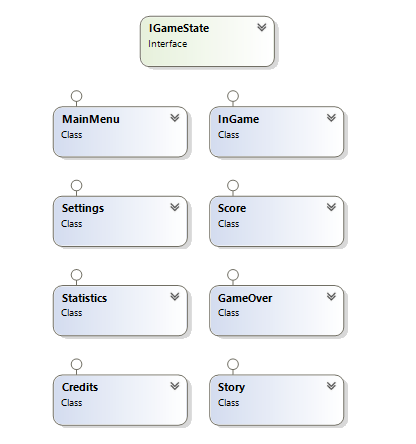 IGameState
Interface
MainMenu
Class
InGame
Class
Settings
Class
Score
Class
Statistics
Class
GameOver
Class
Credits
Class
Story
Class